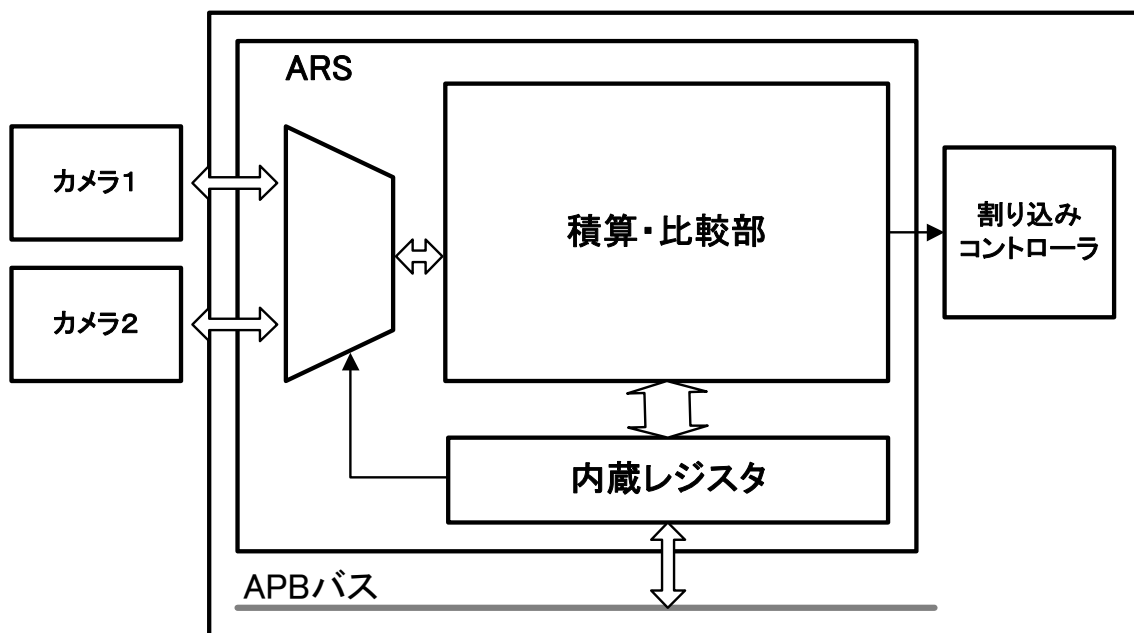 ARS
カメラ1
カメラ2
積算・比較部
割り込み
コントローラ
内蔵レジスタ
APBバス